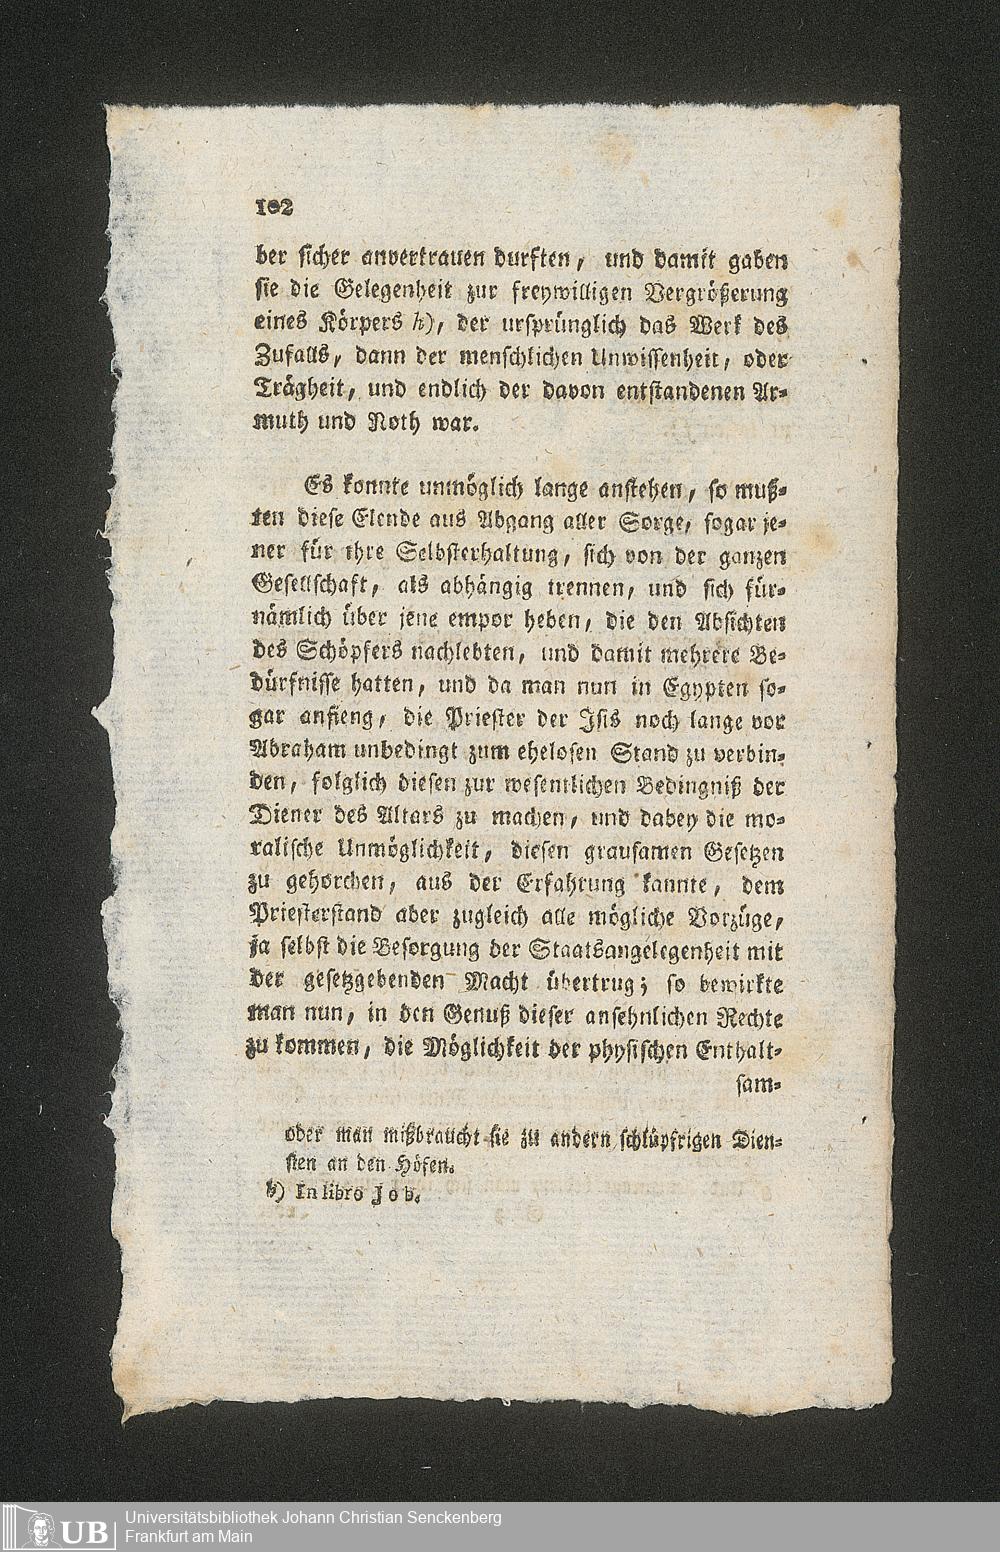 102
ber sicher anvertrauen durften, und damit gaben
sie die Gelegenheit zur freywilligen Vergrößerung
eines Körpers h), der ursprünglich das Werk des
Zufalls, dann der menschlichen Unwissenheit, oder
Trägheit, und endlich der davon entstandenen Ar-
muth und Noth war.
Es konnte unmöglich lange anstehen, so muß-
ten diese Elende aus Abgang aller Sorge, sogar je-
ner für ihre Selbsterhaltung, sich von der ganzen
Gesellschaft, als abhängig trennen, und sich für-
nämlich über jene empor heben, die den Absichten
des Schöpfers nachlebten, und damit mehrere Be-
dürfnisse hatten, und da man nun in Egypten so-
gar anfieng, die Priester der Isis noch lange vor
Abraham unbedingt zum ehelosen Stand zu verbin-
den, folglich diesen zur wesentlichen Bedingniß der
Diener des Altars zu machen, und dabey die mo-
ralische Unmöglichkeit, diesen grausamen Gesetzen
zu gehorchen, aus der Erfahrung kannte, dem
Priesterstand aber zugleich alle mögliche Vorzüge,
ja selbst die Besorgung der Staatsangelegenheit mit
der gesetzgebenden Macht übertrug; so bewirkte
man nun, in den Genuß dieser ansehnlichen Rechte
zu kommen, die Möglichkeit der physischen Enthalt-
sam-
oder man mißbraucht sie zu andern schlüpfrigen Dien-
sten an den Höfen.
h) In libro Job.
UB
Universitätsbibliothek Johann Christian Senckenberg
Frankfurt am Main